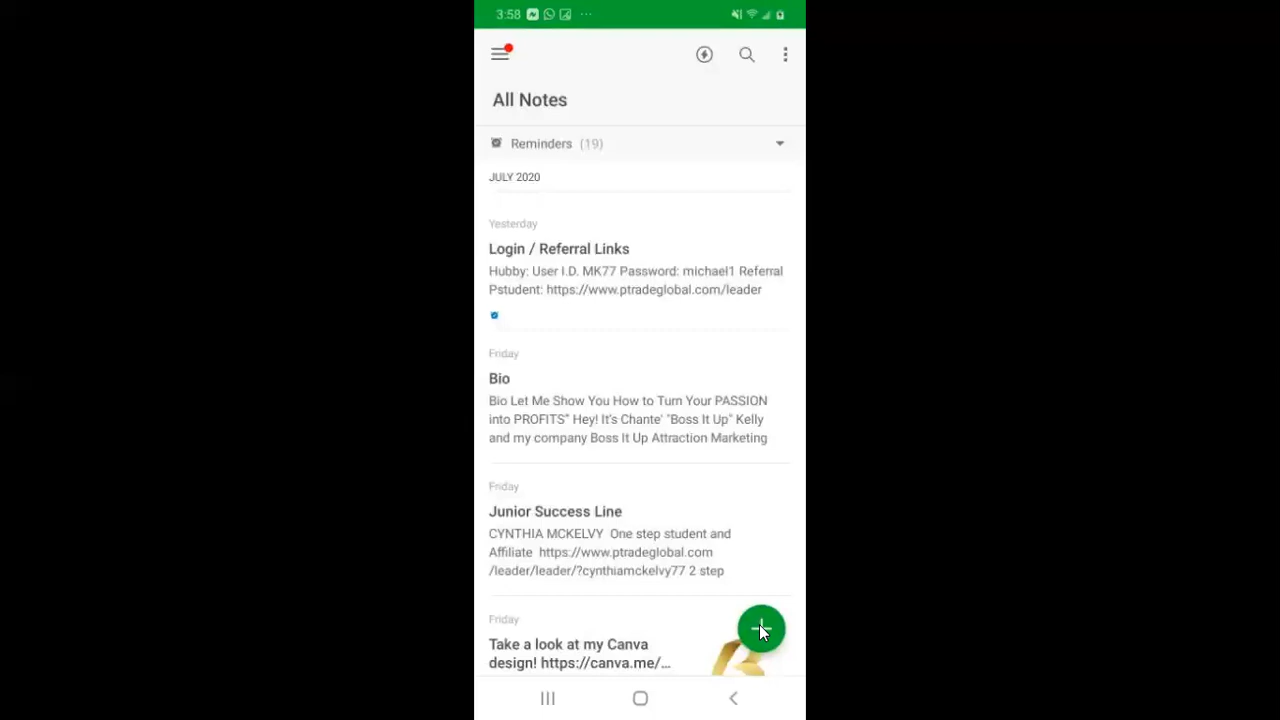 3:58
All Notes
Reminders (19)
JULY 2020
Yesterday
Login / Referral Links
Hubby: User I.D. MK77 Password: michael1 Referral
Pstudent: https://www.ptradeglobal.com/leader
Friday
Bio
Bio Let Me Show You How to Turn Your PASSION
into PROFITS" Hey! It's Chante' "Boss It Up" Kelly
and my company Boss It Up Attraction Marketing
Friday
Junior Success Line
CYNTHIA MCKELVY One step student and
Affiliate https://www.ptradeglobal.com
/leader/leader/?cynthiamckelvy77 2 step
Friday
Take a look at my Canva
design! https://canva.me/...